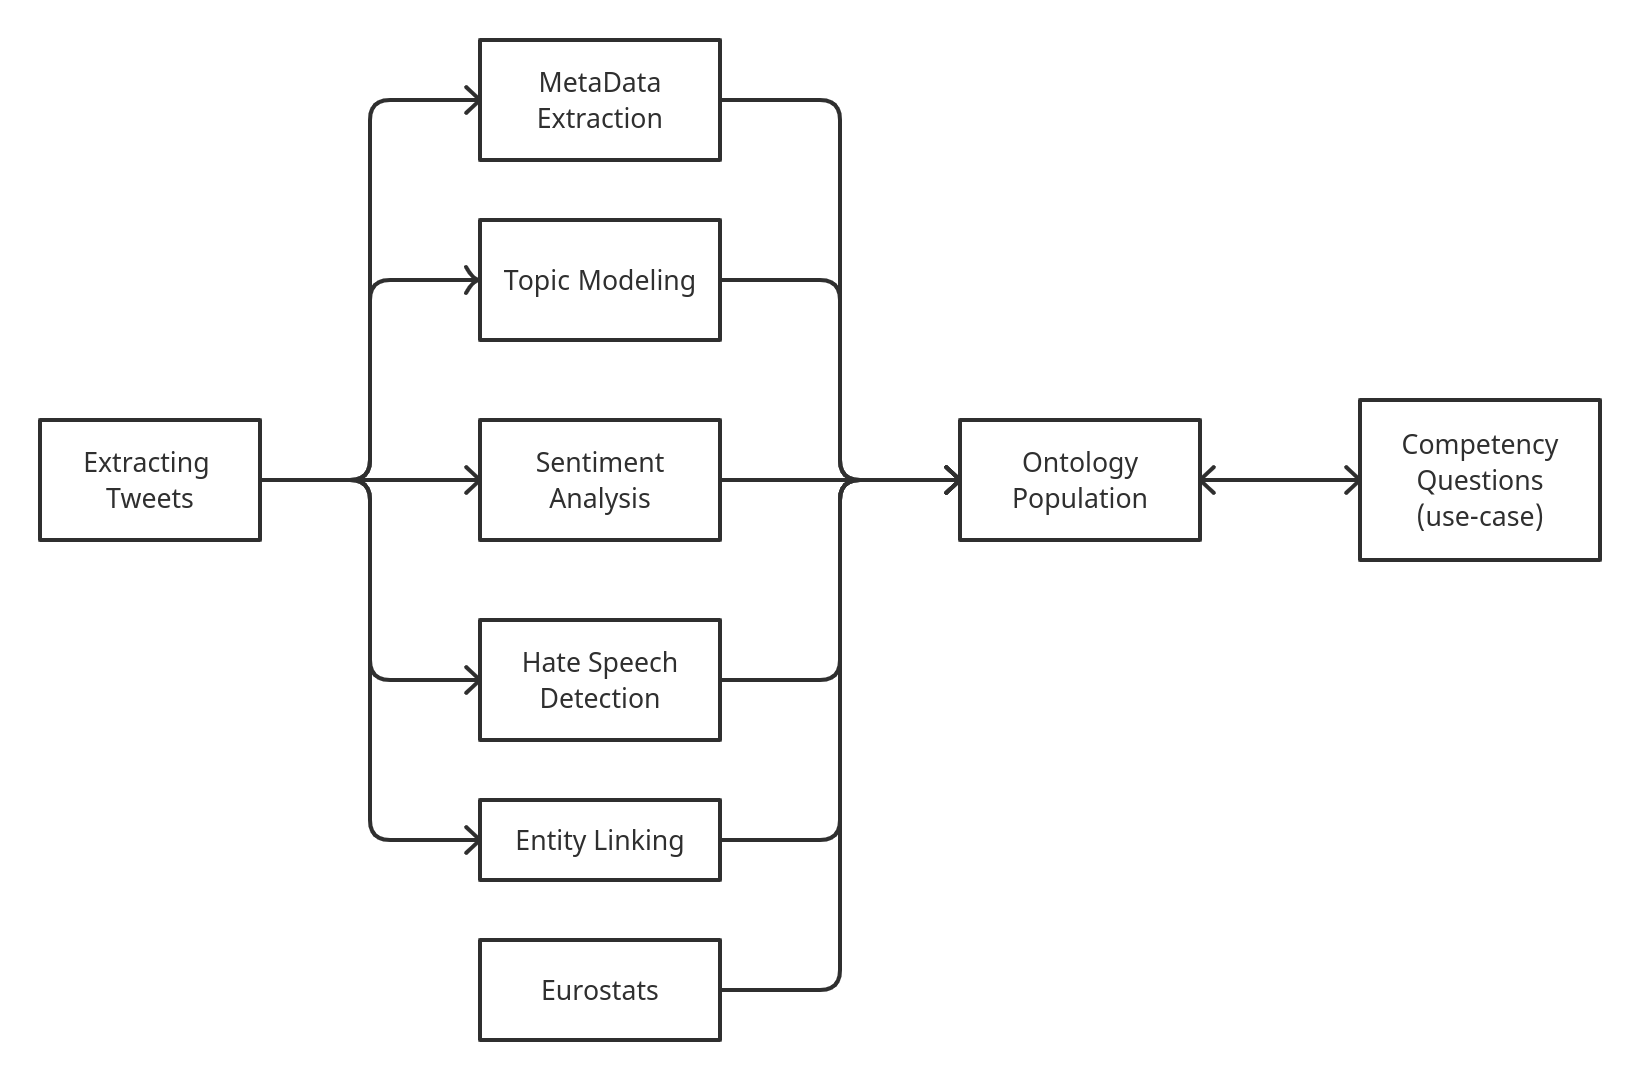 MetaData
Extraction
Topic Modeling
Extracting
Tweets
Sentiment
Analysis
Ontology
Population
Competency
Questions
(use-case)
Hate Speech
Detection
Entity Linking
Eurostats